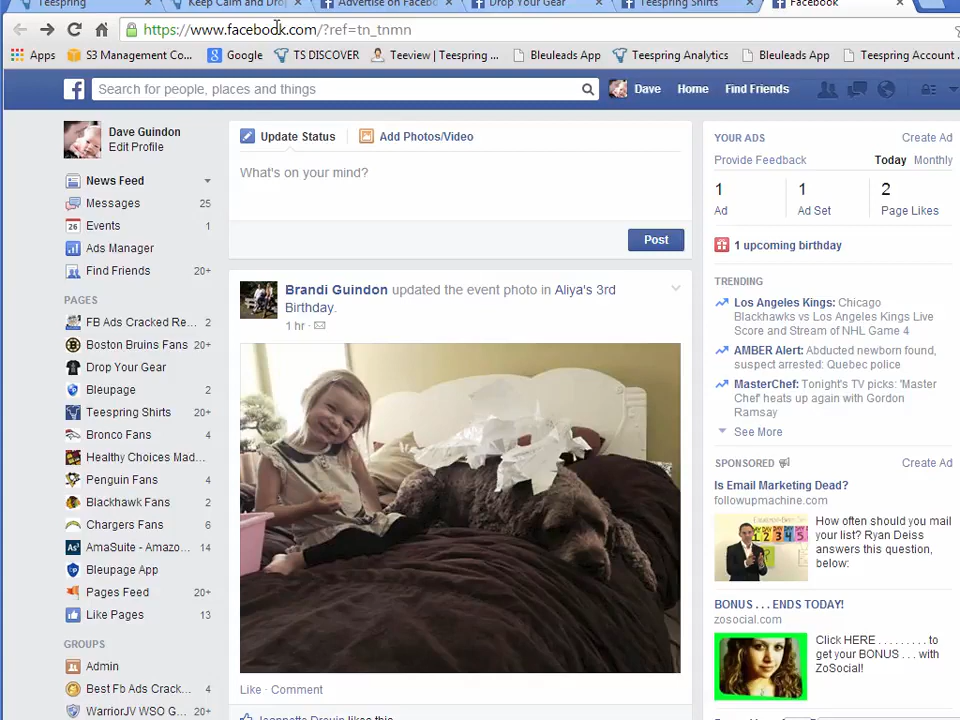 Teespring
Keep Calm and Drop
Advertise on Facebo
Drop Your Gear
Teespring Shirts
Facebook
https://www.facebook.com/?ref=tn_tnmn
Apps
S3 Management Co...
Google
TS DISCOVER
Teeview | Teespring ...
Bleuleads App
Teespring Analytics
Bleuleads App
Teespring Account
Search for people, places and things
Dave
Home
Find Friends
Dave Guindon
Edit Profile
News Feed
Messages 25
26 Events 1
Ads Manager
Find Friends 20+
PAGES
FB Ads Cracked Re... 2
Boston Bruins Fans 20+
Drop Your Gear
Bleupage 2
Teespring Shirts 20+
Bronco Fans 4
Healthy Choices Mad...
Penguin Fans 4
Blackhawk Fans 2
Chargers Fans 6
AmaSuite - Amazo... 14
Bleupage App
Pages Feed 20+
Like Pages 13
GROUPS
Admin
Best Fb Ads Crack... 4
WarriorJV WSO G... 20+
Update Status
Add Photos/Video
What's on your mind?
Post
Brandi Guindon updated the event photo in Aliya's 3rd
Birthday.
1 hr ·
Like · Comment
likes this.
YOUR ADS
Create Ad
Provide Feedback
Today
Monthly
1
1
2
Ad
Ad Set
Page Likes
1 upcoming birthday
TRENDING
Los Angeles Kings: Chicago
Blackhawks vs Los Angeles Kings Live
Score and Stream of NHL Game 4
AMBER Alert: Abducted newborn found,
suspect arrested: Quebec police
MasterChef: Tonight's TV picks: 'Master
Chef' heats up again with Gordon
Ramsay
See More
SPONSORED
Create Ad
Is Email Marketing Dead?
followupmachine.com
How often should you mail
your list? Ryan Deiss
answers this question,
below:
BONUS . . . ENDS TODAY!
zosocial.com
Click HERE . . . . . . . . . to
get your BONUS . . . with
ZoSocial!